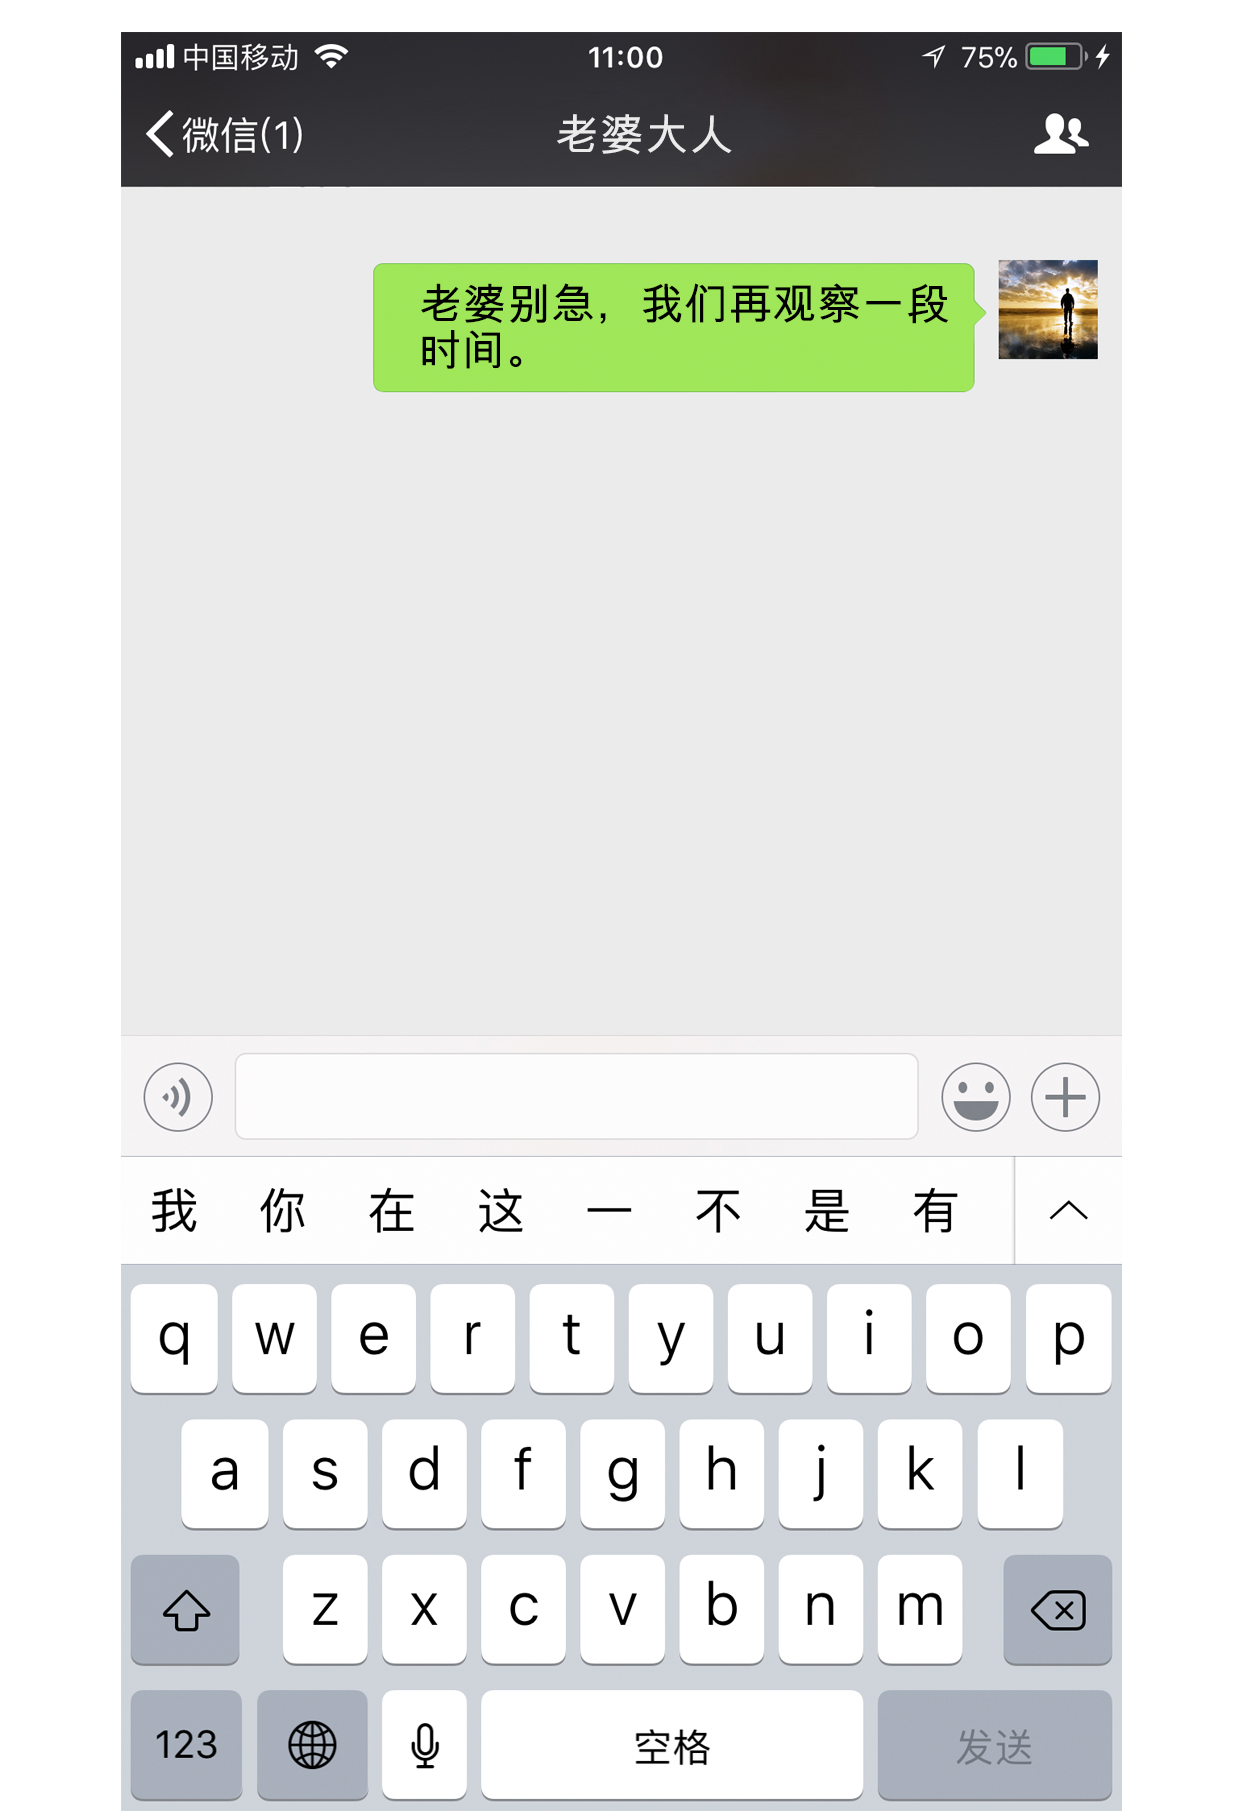 中国移动 11:00 75%
微信(1) 老婆大人
老婆别急，我们再观察一段
时间。
我 你 在 这 一 不 是 有
q w e r t y u i o p
a s d f g h j k l
z x c v b n m
123 空格 发送